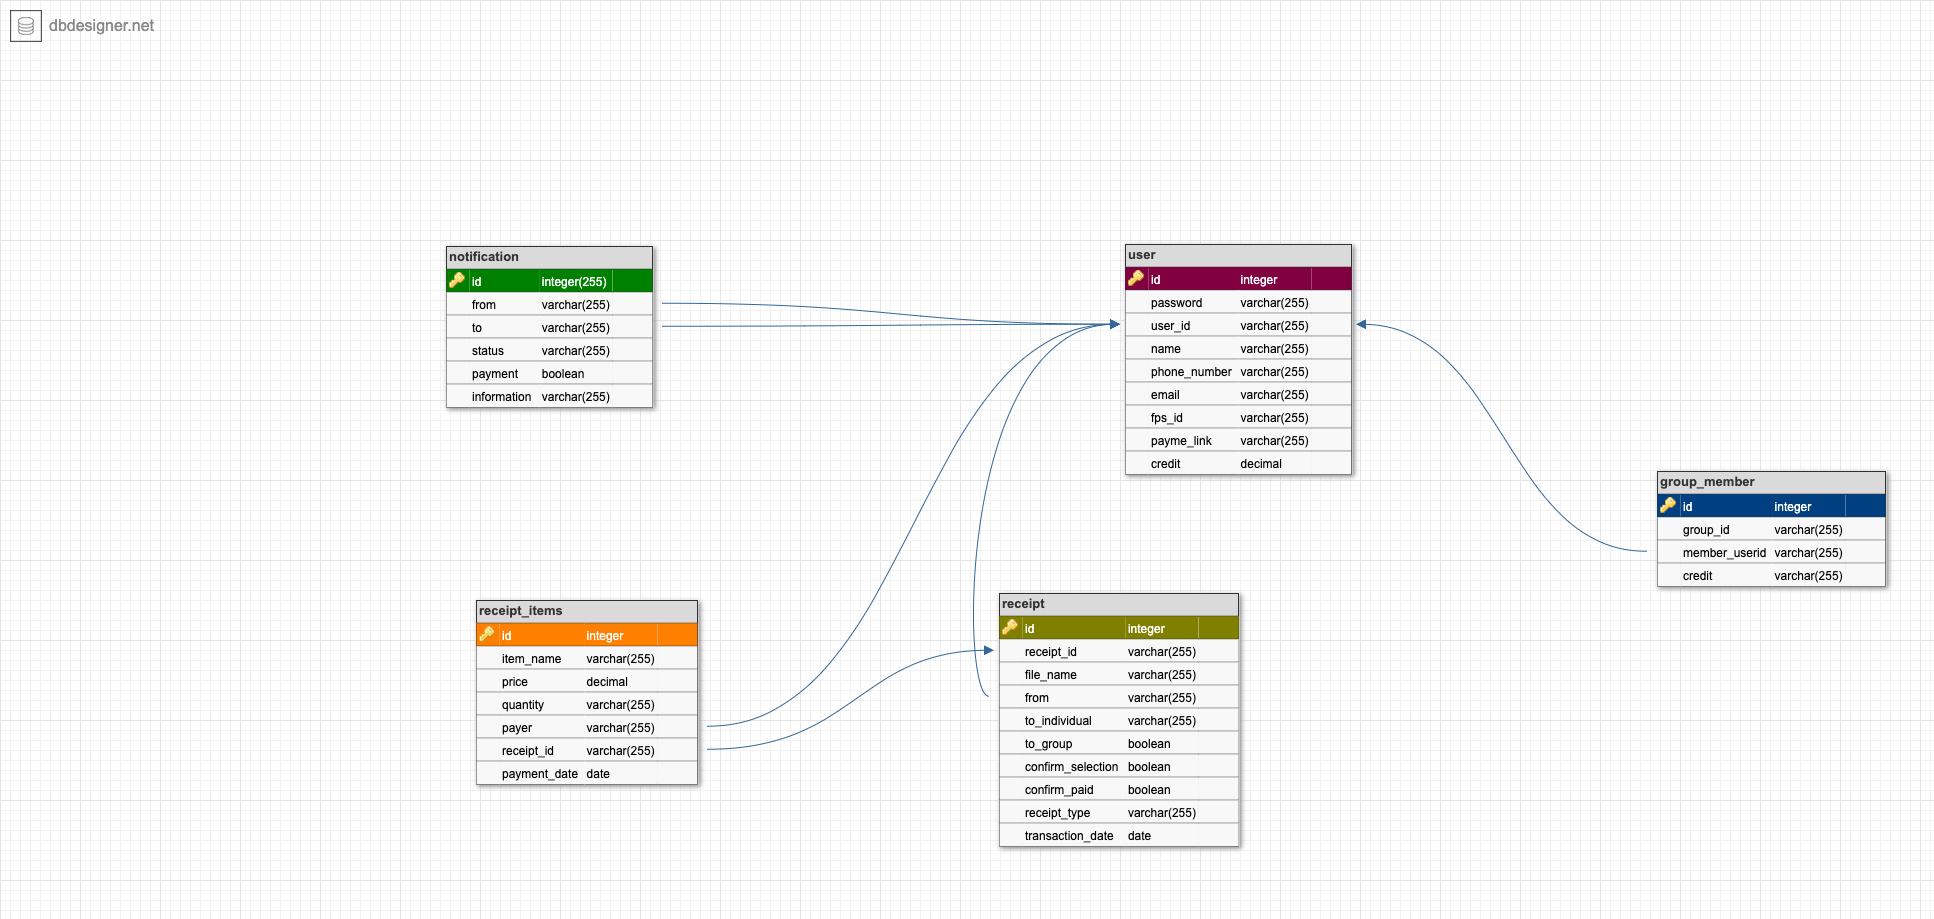 dbdesigner.net
notification
id integer(255)
from varchar(255)
to varchar(255)
status varchar(255)
payment boolean
information varchar(255)
user
id integer
password varchar(255)
user_id varchar(255)
name varchar(255)
phone_number varchar(255)
email varchar(255)
fps_id varchar(255)
payme_link varchar(255)
credit decimal
group_member
id integer
group_id varchar(255)
member_userid varchar(255)
credit varchar(255)
receipt_items
id integer
item_name varchar(255)
price decimal
quantity varchar(255)
payer varchar(255)
receipt_id varchar(255)
payment_date date
receipt
id integer
receipt_id varchar(255)
file_name varchar(255)
from varchar(255)
to_individual varchar(255)
to_group boolean
confirm_selection boolean
confirm_paid boolean
receipt_type varchar(255)
transaction_date date